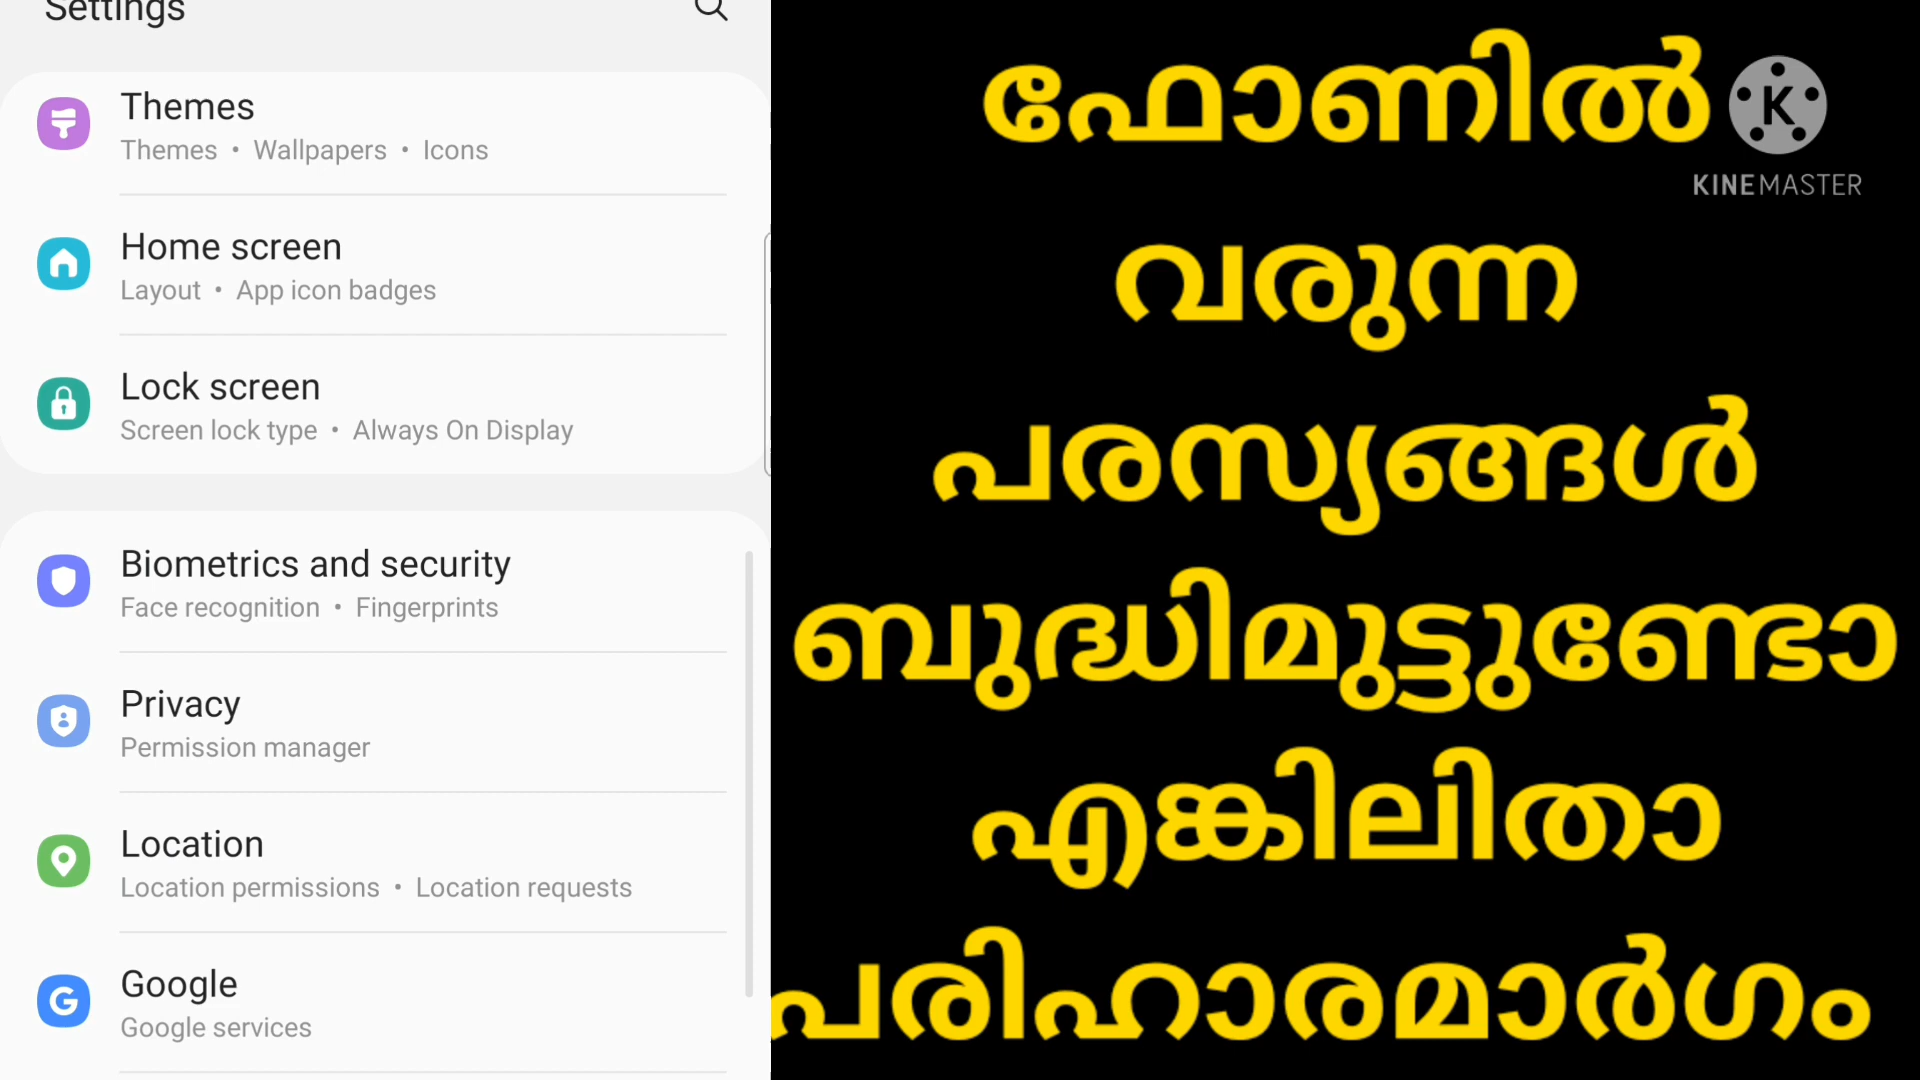 Settings
Themes
Themes • Wallpapers • Icons
Home screen
Layout • App icon badges
Lock screen
Screen lock type • Always On Display
Biometrics and security
Face recognition • Fingerprints
Privacy
Permission manager
Location
Location permissions • Location requests
Google
Google services
ഫോണിൽ
വരുന്ന
പരസ്യങ്ങൾ
ബുദ്ധിമുട്ടുണ്ടോ
എങ്കിലിതാ
പരിഹാരമാർഗം
K
KINEMASTER